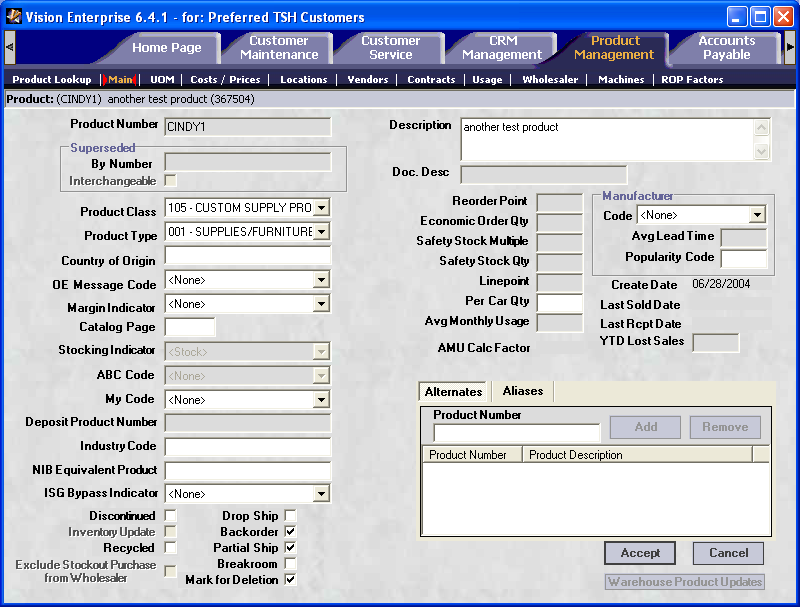 Vision Enterprise 6.4.1 - for: Preferred TSH Customers
Home Page
Customer Maintenance
Customer Service
CRM Management
Product Management
Accounts Payable
Product Lookup Main UOM Costs / Prices Locations Vendors Contracts Usage Wholesaler Machines ROP Factors
Product: (CINDY1) another test product (367504)
Product Number CINDY1
Superseded
By Number
Interchangeable
Product Class 105 - CUSTOM SUPPLY PRO
Product Type 001 - SUPPLIES/FURNITURE
Country of Origin
OE Message Code <None>
Margin Indicator <None>
Catalog Page
Stocking Indicator <Stock>
ABC Code <None>
My Code <None>
Deposit Product Number
Industry Code
NIB Equivalent Product
ISG Bypass Indicator <None>
Discontinued
Inventory Update
Recycled
Exclude Stockout Purchase
from Wholesaler
Drop Ship
Backorder
Partial Ship
Breakroom
Mark for Deletion
Description another test product
Doc. Desc
Reorder Point
Economic Order Qty
Safety Stock Multiple
Safety Stock Qty
Linepoint
Per Car Qty
Avg Monthly Usage
AMU Calc Factor
Manufacturer
Code <None>
Avg Lead Time
Popularity Code
Create Date 06/28/2004
Last Sold Date
Last Rcpt Date
YTD Lost Sales
Alternates Aliases
Product Number
Add Remove
Product Number Product Description
Accept Cancel
Warehouse Product Updates